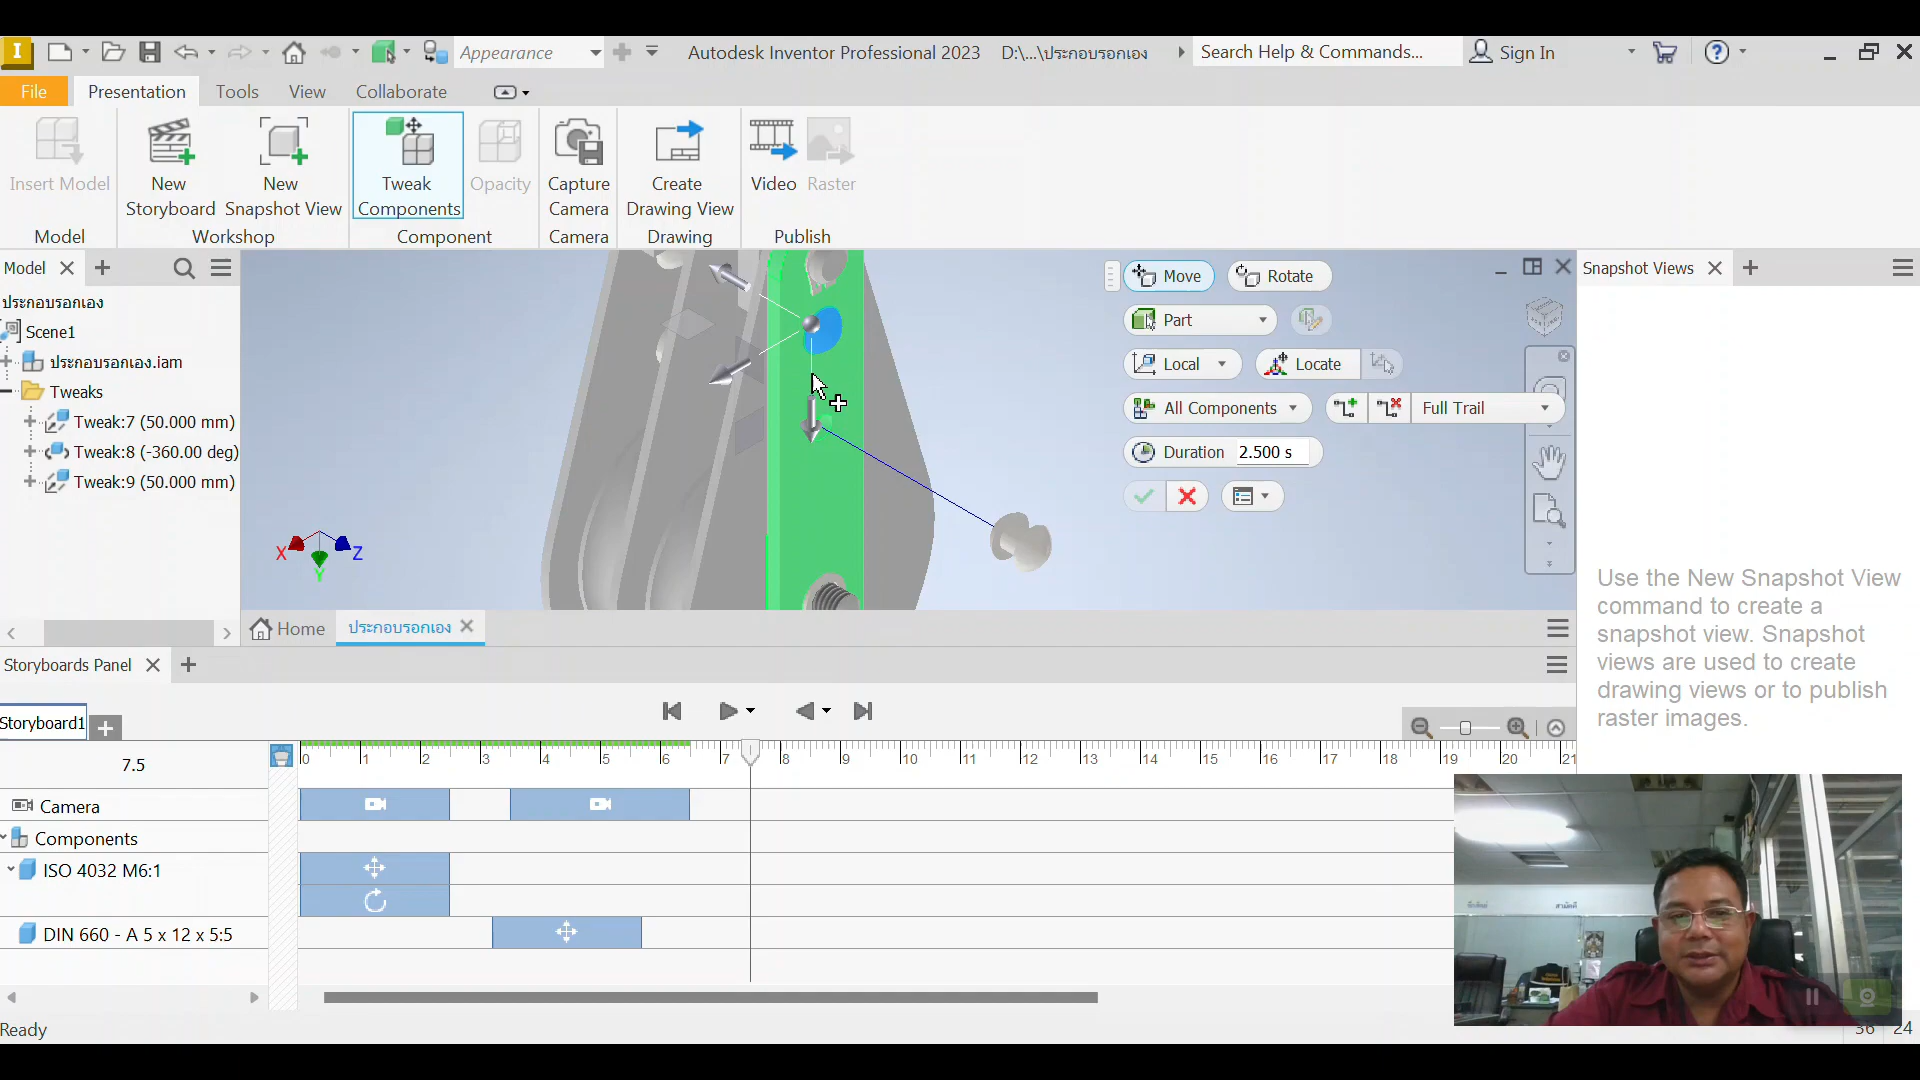 I Appearance Autodesk Inventor Professional 2023 D:\...\ประกอบรอกเอง Search Help & Commands... Sign In
File Presentation Tools View Collaborate
Insert Model
New Storyboard
New Snapshot View
Tweak Components
Opacity
Capture Camera
Create Drawing View
Video
Raster
Model Workshop Component Camera Drawing Publish
Model
ประกอบรอกเอง
Scene1
ประกอบรอกเอง.iam
Tweaks
Tweak:7 (50.000 mm)
Tweak:8 (-360.00 deg)
Tweak:9 (50.000 mm)
X Z
Y
Move Rotate
Part
Local Locate
All Components Full Trail
Duration 2.500 s
Snapshot Views
Use the New Snapshot View
command to create a
snapshot view. Snapshot
views are used to create
drawing views or to publish
raster images.
Home ประกอบรอกเอง
Storyboards Panel
Storyboard1
7.5
0 1 2 3 4 5 6 7 8 9 10 11 12 13 14 15 16 17 18 19 20 21
Camera
Components
ISO 4032 M6:1
DIN 660 - A 5 x 12 x 5:5
Ready
36 24